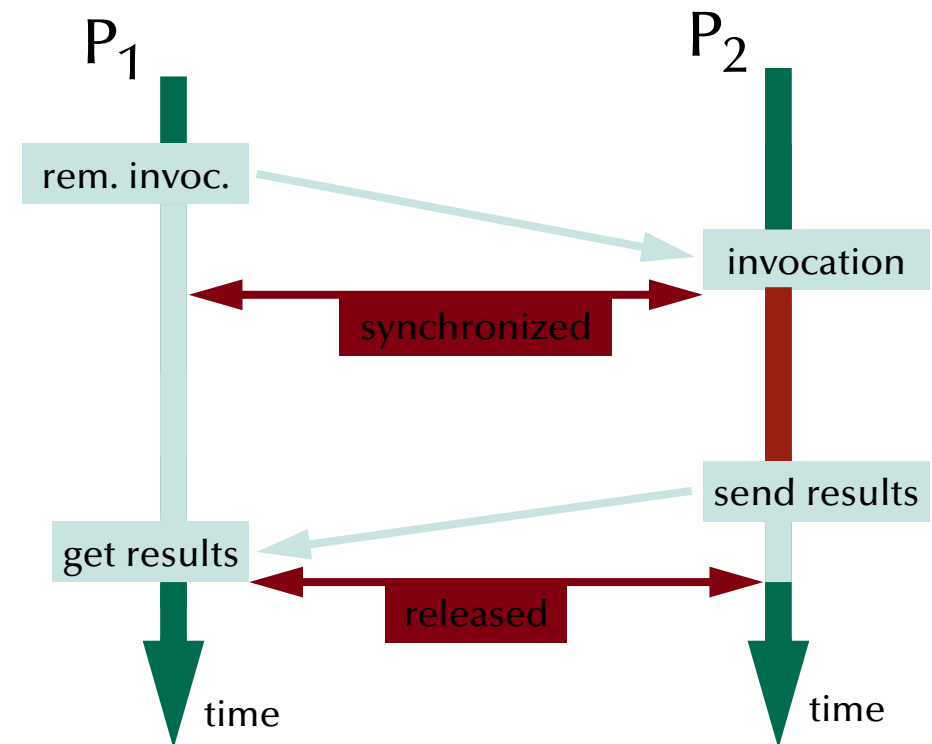 P1
P2
rem. invoc.
invocation
synchronized
send results
get results
released
time
time